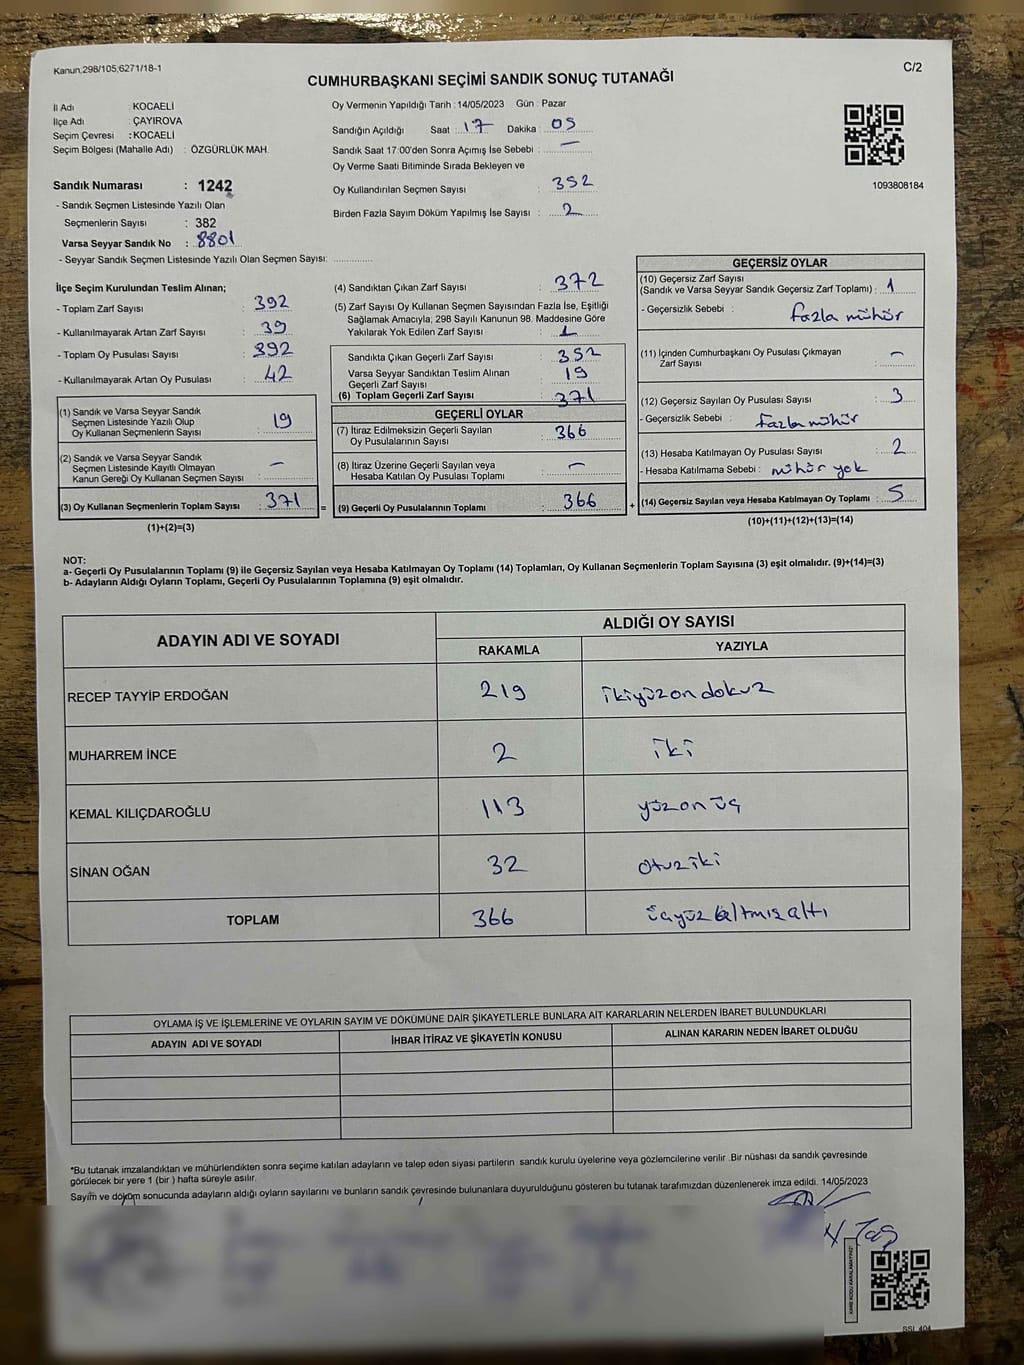 Kanun;298/105;6271/18-1
C/2
CUMHURBAŞKANI SEÇİMİ SANDIK SONUÇ TUTANAĞI
İl Adı : KOCAELİ
İlçe Adı : ÇAYIROVA
Seçim Çevresi : KOCAELİ
Seçim Bölgesi (Mahalle Adı) : ÖZGÜRLÜK MAH.
Sandık Numarası : 1242
- Sandık Seçmen Listesinde Yazılı Olan
Seçmenlerin Sayısı : 382
Varsa Seyyar Sandık No : 8801
- Seyyar Sandık Seçmen Listesinde Yazılı Olan Seçmen Sayısı: ..............
Oy Vermenin Yapıldığı Tarih : 14/05/2023 Gün : Pazar
Sandığın Açıldığı Saat : 17 Dakika : 05
Sandık Saat 17:00'den Sonra Açımış İse Sebebi : —
Oy Verme Saati Bitiminde Sırada Bekleyen ve
Oy Kullandırılan Seçmen Sayısı : 352
Birden Fazla Sayım Döküm Yapılmış İse Sayısı : 2
1093808184
İlçe Seçim Kurulundan Teslim Alınan;
- Toplam Zarf Sayısı : 392
- Kullanılmayarak Artan Zarf Sayısı : 39
- Toplam Oy Pusulası Sayısı : 392
- Kullanılmayarak Artan Oy Pusulası : 42
(1) Sandık ve Varsa Seyyar Sandık
Seçmen Listesinde Yazılı Olup
Oy Kullanan Seçmenlerin Sayısı : 19
(2) Sandık ve Varsa Seyyar Sandık
Seçmen Listesinde Kayıtlı Olmayan
Kanun Gereği Oy Kullanan Seçmen Sayısı : —
(3) Oy Kullanan Seçmenlerin Toplam Sayısı : 371 =
(1)+(2)=(3)
(4) Sandıktan Çıkan Zarf Sayısı : 372
(5) Zarf Sayısı Oy Kullanan Seçmen Sayısından Fazla İse, Eşitliği
Sağlamak Amacıyla; 298 Sayılı Kanunun 98. Maddesine Göre
Yakılarak Yok Edilen Zarf Sayısı : 1
Sandıkta Çıkan Geçerli Zarf Sayısı : 352
Varsa Seyyar Sandıktan Teslim Alınan
Geçerli Zarf Sayısı : 19
(6) Toplam Geçerli Zarf Sayısı : 371
GEÇERLİ OYLAR
(7) İtiraz Edilmeksizin Geçerli Sayılan
Oy Pusulalarının Sayısı : 366
(8) İtiraz Üzerine Geçerli Sayılan veya
Hesaba Katılan Oy Pusulası Toplamı : —
(9) Geçerli Oy Pusulalarının Toplamı : 366 +
GEÇERSİZ OYLAR
(10) Geçersiz Zarf Sayısı
(Sandık ve Varsa Seyyar Sandık Geçersiz Zarf Toplamı) : 1
- Geçersizlik Sebebi : fazla mühür
(11) İçinden Cumhurbaşkanı Oy Pusulası Çıkmayan
Zarf Sayısı : —
(12) Geçersiz Sayılan Oy Pusulası Sayısı : 3
- Geçersizlik Sebebi : fazla mühür
(13) Hesaba Katılmayan Oy Pusulası Sayısı : 2
- Hesaba Katılmama Sebebi : mühür yok
(14) Geçersiz Sayılan veya Hesaba Katılmayan Oy Toplamı : 5
(10)+(11)+(12)+(13)=(14)
NOT:
a- Geçerli Oy Pusulalarının Toplamı (9) ile Geçersiz Sayılan veya Hesaba Katılmayan Oy Toplamı (14) Toplamları, Oy Kullanan Seçmenlerin Toplam Sayısına (3) eşit olmalıdır. (9)+(14)=(3)
b- Adayların Aldığı Oyların Toplamı, Geçerli Oy Pusulalarının Toplamına (9) eşit olmalıdır.
ADAYIN ADI VE SOYADI
ALDIĞI OY SAYISI
RAKAMLA YAZIYLA
RECEP TAYYİP ERDOĞAN 219 ikiyüzondokuz
MUHARREM İNCE 2 iki
KEMAL KILIÇDAROĞLU 113 yüzonüç
SİNAN OĞAN 32 otuziki
TOPLAM 366 üçyüzaltmışaltı
OYLAMA İŞ VE İŞLEMLERİNE VE OYLARIN SAYIM VE DÖKÜMÜNE DAİR ŞİKAYETLERLE BUNLARA AİT KARARLARIN NELERDEN İBARET BULUNDUKLARI
ADAYIN ADI VE SOYADI İHBAR İTİRAZ VE ŞİKAYETİN KONUSU ALINAN KARARIN NEDEN İBARET OLDUĞU
*Bu tutanak imzalandıktan ve mühürlendikten sonra seçime katılan adayların ve talep eden siyasi partilerin sandık kurulu üyelerine veya gözlemcilerine verilir .Bir nüshası da sandık çevresinde
görülecek bir yere 1 (bir ) hafta süreyle asılır.
Sayım ve döküm sonucunda adayların aldığı oyların sayılarını ve bunların sandık çevresinde bulunanlara duyurulduğunu gösteren bu tutanak tarafımızdan düzenlenerek imza edildi. 14/05/2023
KARE KODU KARALAMAYINIZ
SSI_404